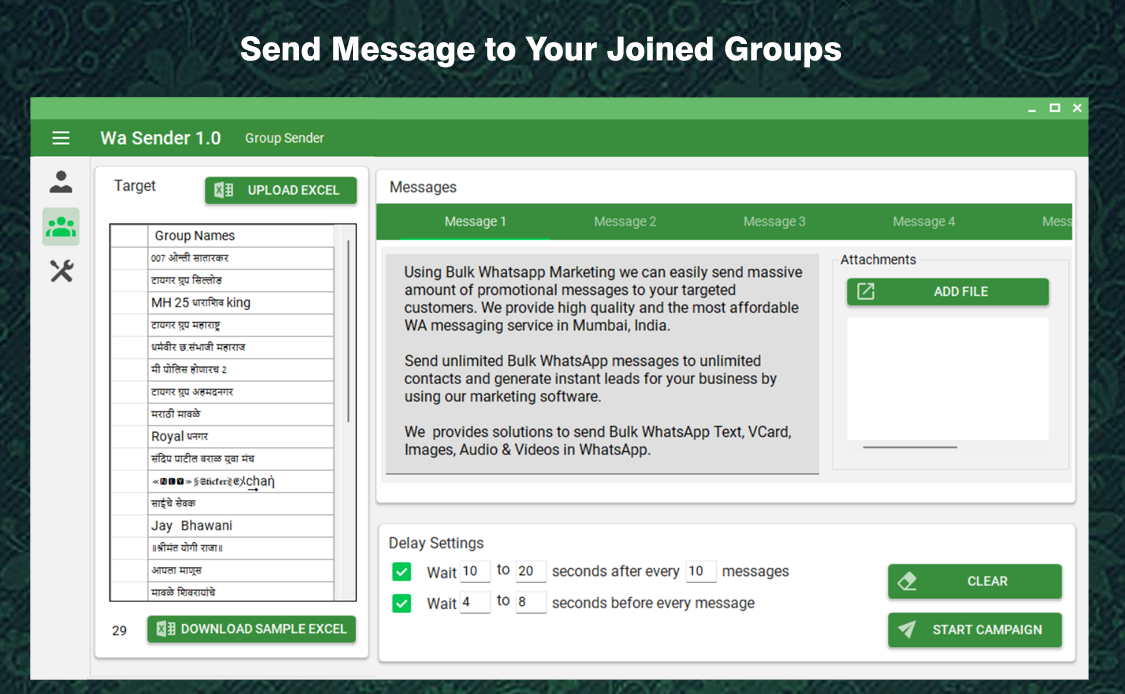 Send Message to Your Joined Groups
Wa Sender 1.0 Group Sender
Target
UPLOAD EXCEL
Group Names
007 ओन्ली सातारकर
टायगर ग्रुप सिल्लोड
MH 25 धाराशिव king
टायगर ग्रुप महाराष्ट्र
धर्मवीर छ.संभाजी महाराज
मी पोलिस होणारच 2
टायगर ग्रुप अहमदनगर
मराठी मावळे
Royal धनगर
संदिप पाटील वराळ युवा मंच
साईचे सेवक
Jay Bhawani
॥श्रीमंत योगी राजा॥
आपला माणूस
मावळे शिवरायांचे
29
DOWNLOAD SAMPLE EXCEL
Messages
Message 1 Message 2 Message 3 Message 4 Mess
Using Bulk Whatsapp Marketing we can easily send massive
amount of promotional messages to your targeted
customers. We provide high quality and the most affordable
WA messaging service in Mumbai, India.
Send unlimited Bulk WhatsApp messages to unlimited
contacts and generate instant leads for your business by
using our marketing software.
We provides solutions to send Bulk WhatsApp Text, VCard,
Images, Audio & Videos in WhatsApp.
Attachments
ADD FILE
Delay Settings
Wait 10 to 20 seconds after every 10 messages
Wait 4 to 8 seconds before every message
CLEAR
START CAMPAIGN